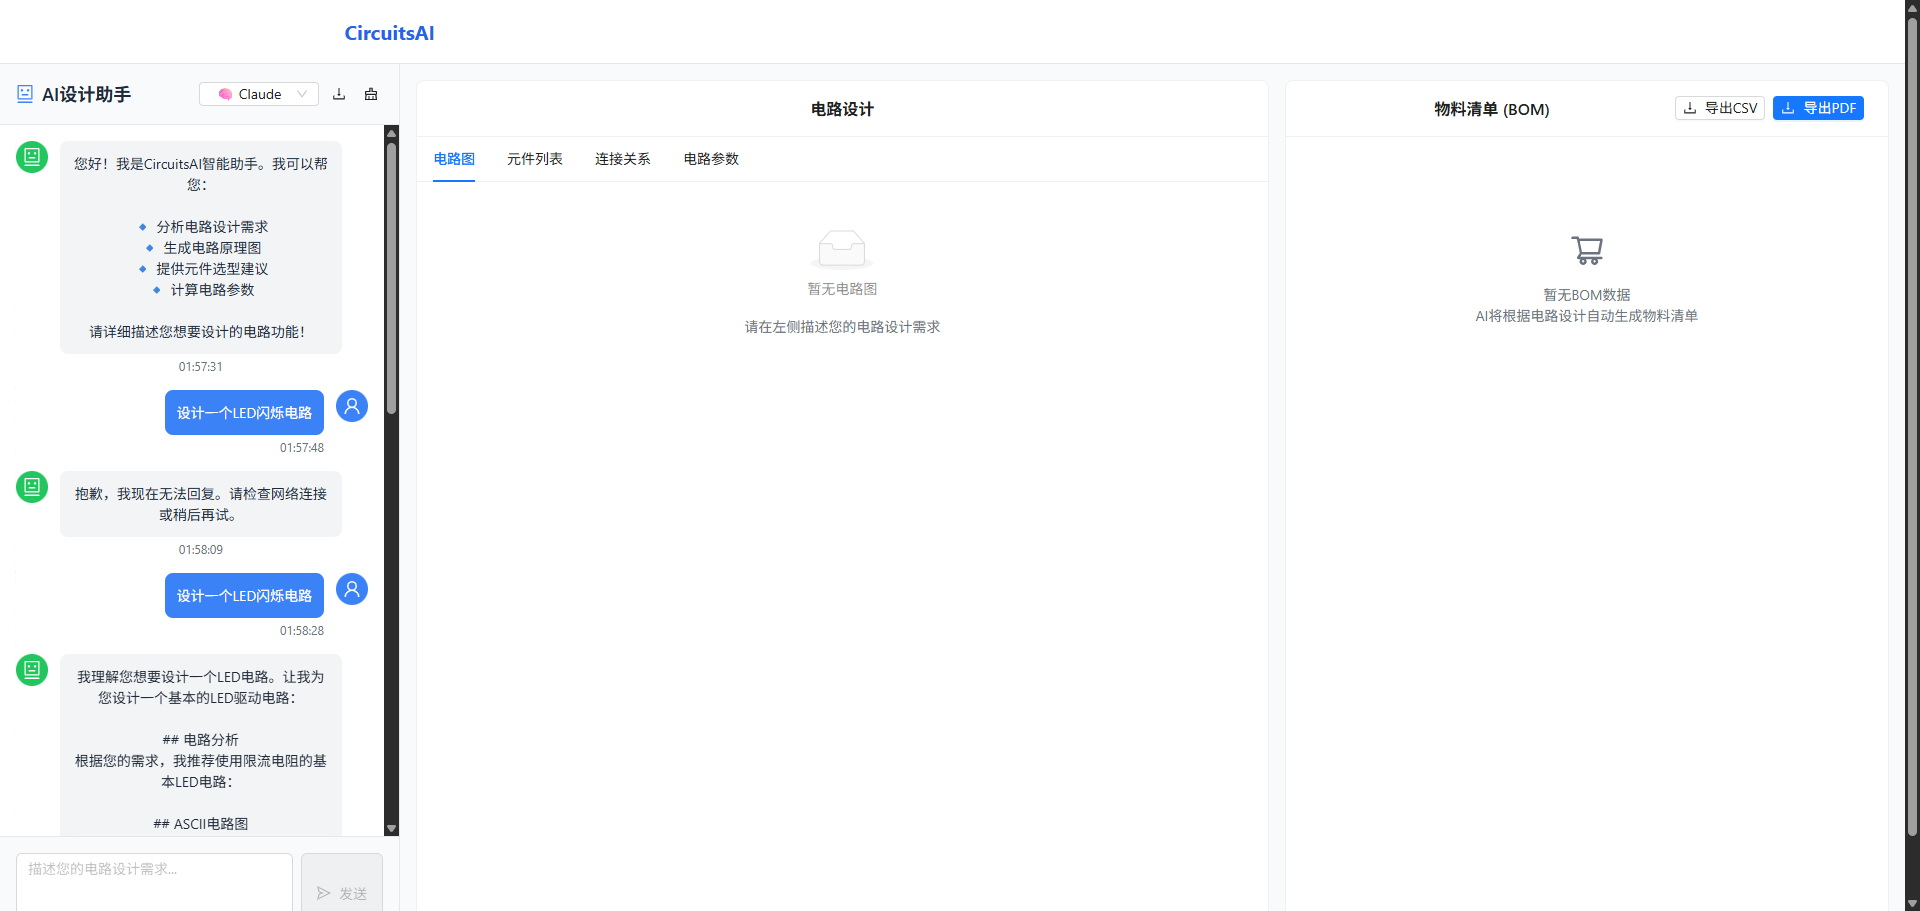 CircuitsAI
AI设计助手
Claude
您好！我是CircuitsAI智能助手。我可以帮
您：
分析电路设计需求
生成电路原理图
提供元件选型建议
计算电路参数
请详细描述您想要设计的电路功能！
01:57:31
设计一个LED闪烁电路
01:57:48
抱歉，我现在无法回复。请检查网络连接
或稍后再试。
01:58:09
设计一个LED闪烁电路
01:58:28
我理解您想要设计一个LED电路。让我为
您设计一个基本的LED驱动电路：
## 电路分析
根据您的需求，我推荐使用限流电阻的基
本LED电路：
## ASCII电路图
描述您的电路设计需求...
发送
电路设计
电路图 元件列表 连接关系 电路参数
暂无电路图
请在左侧描述您的电路设计需求
物料清单 (BOM)
导出CSV
导出PDF
暂无BOM数据
AI将根据电路设计自动生成物料清单